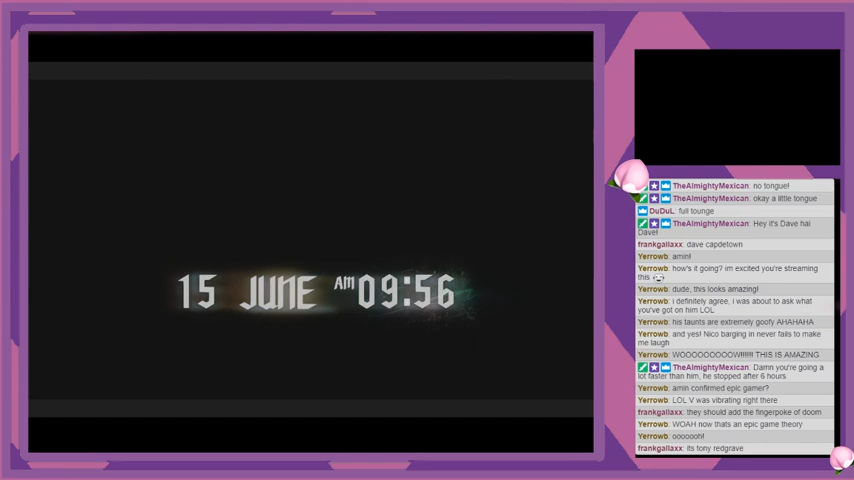 15 JUNE AM 09:56
TheAlmightyMexican: no tongue!
TheAlmightyMexican: okay a little tongue
DuDuL: full tounge
TheAlmightyMexican: Hey it's Dave hai
Dave!
frankgallaxx: dave capdetown
Yerrowb: amin!
Yerrowb: how's it going? im excited you're streaming
this
Yerrowb: dude, this looks amazing!
Yerrowb: i definitely agree, i was about to ask what
you've got on him LOL
Yerrowb: his taunts are extremely goofy AHAHAHA
Yerrowb: and yes! Nico barging in never fails to make
me laugh
Yerrowb: WOOOOOOOOW!!!!!!! THIS IS AMAZING
TheAlmightyMexican: Damn you're going a
lot faster than him, he stopped after 6 hours
Yerrowb: amin confirmed epic gamer?
Yerrowb: LOL V was vibrating right there
frankgallaxx: they should add the fingerpoke of doom
Yerrowb: WOAH now thats an epic game theory
Yerrowb: ooooooh!
frankgallaxx: its tony redgrave